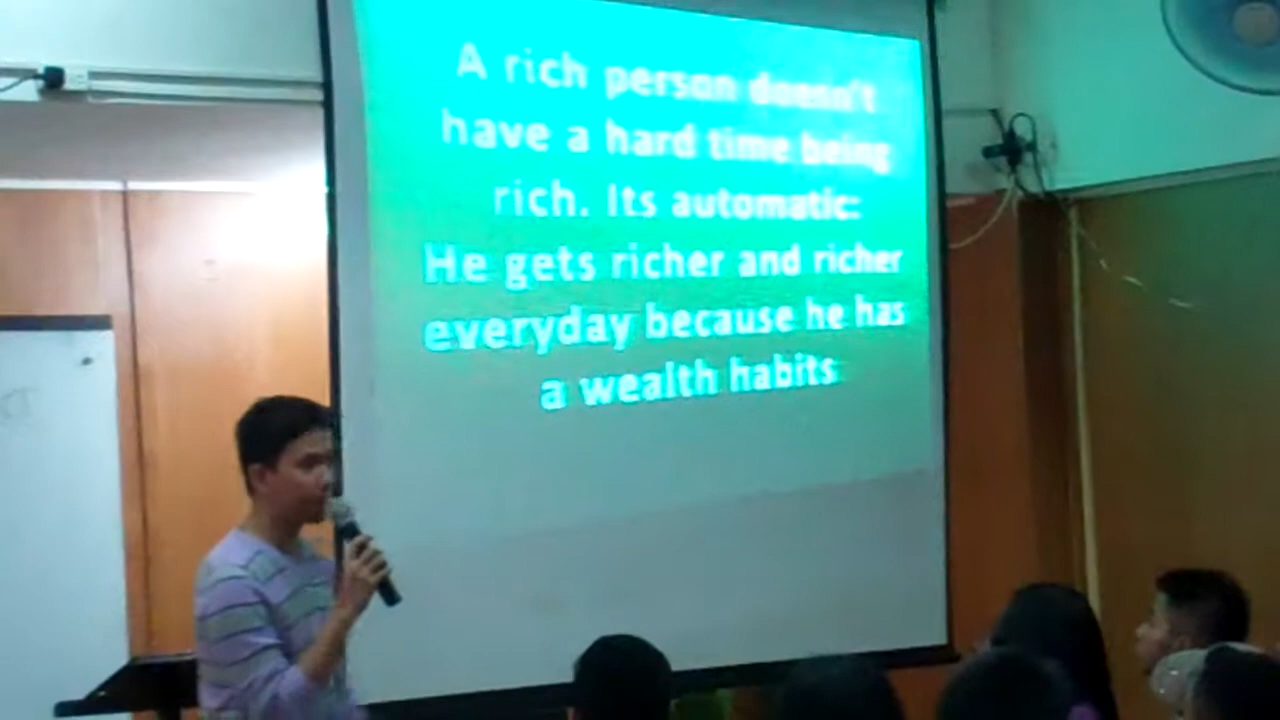 A rich person doesn't
have a hard time being
rich. Its automatic:
He gets richer and richer
everyday because he has
a wealth habits